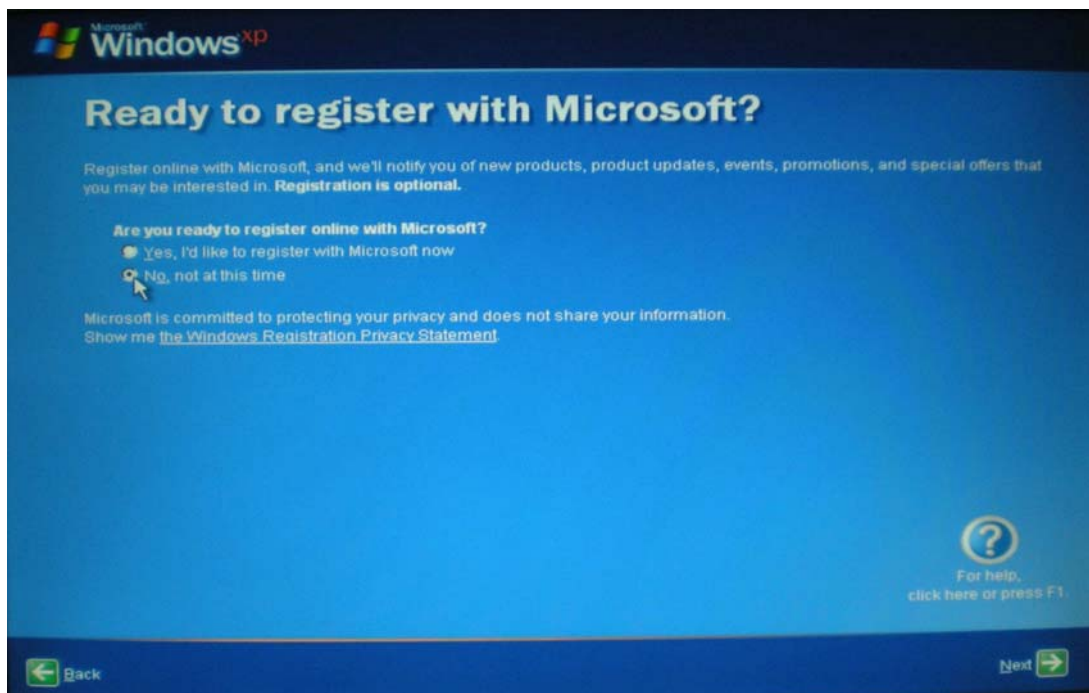 Microsoft
Windows xp
Ready to register with Microsoft?
Register online with Microsoft, and we'll notify you of new products, product updates, events, promotions, and special offers that
you may be interested in. Registration is optional.
Are you ready to register online with Microsoft?
Yes, I'd like to register with Microsoft now
No, not at this time
Microsoft is committed to protecting your privacy and does not share your information.
Show me the Windows Registration Privacy Statement.
?
For help,
click here or press F1.
Back
Next